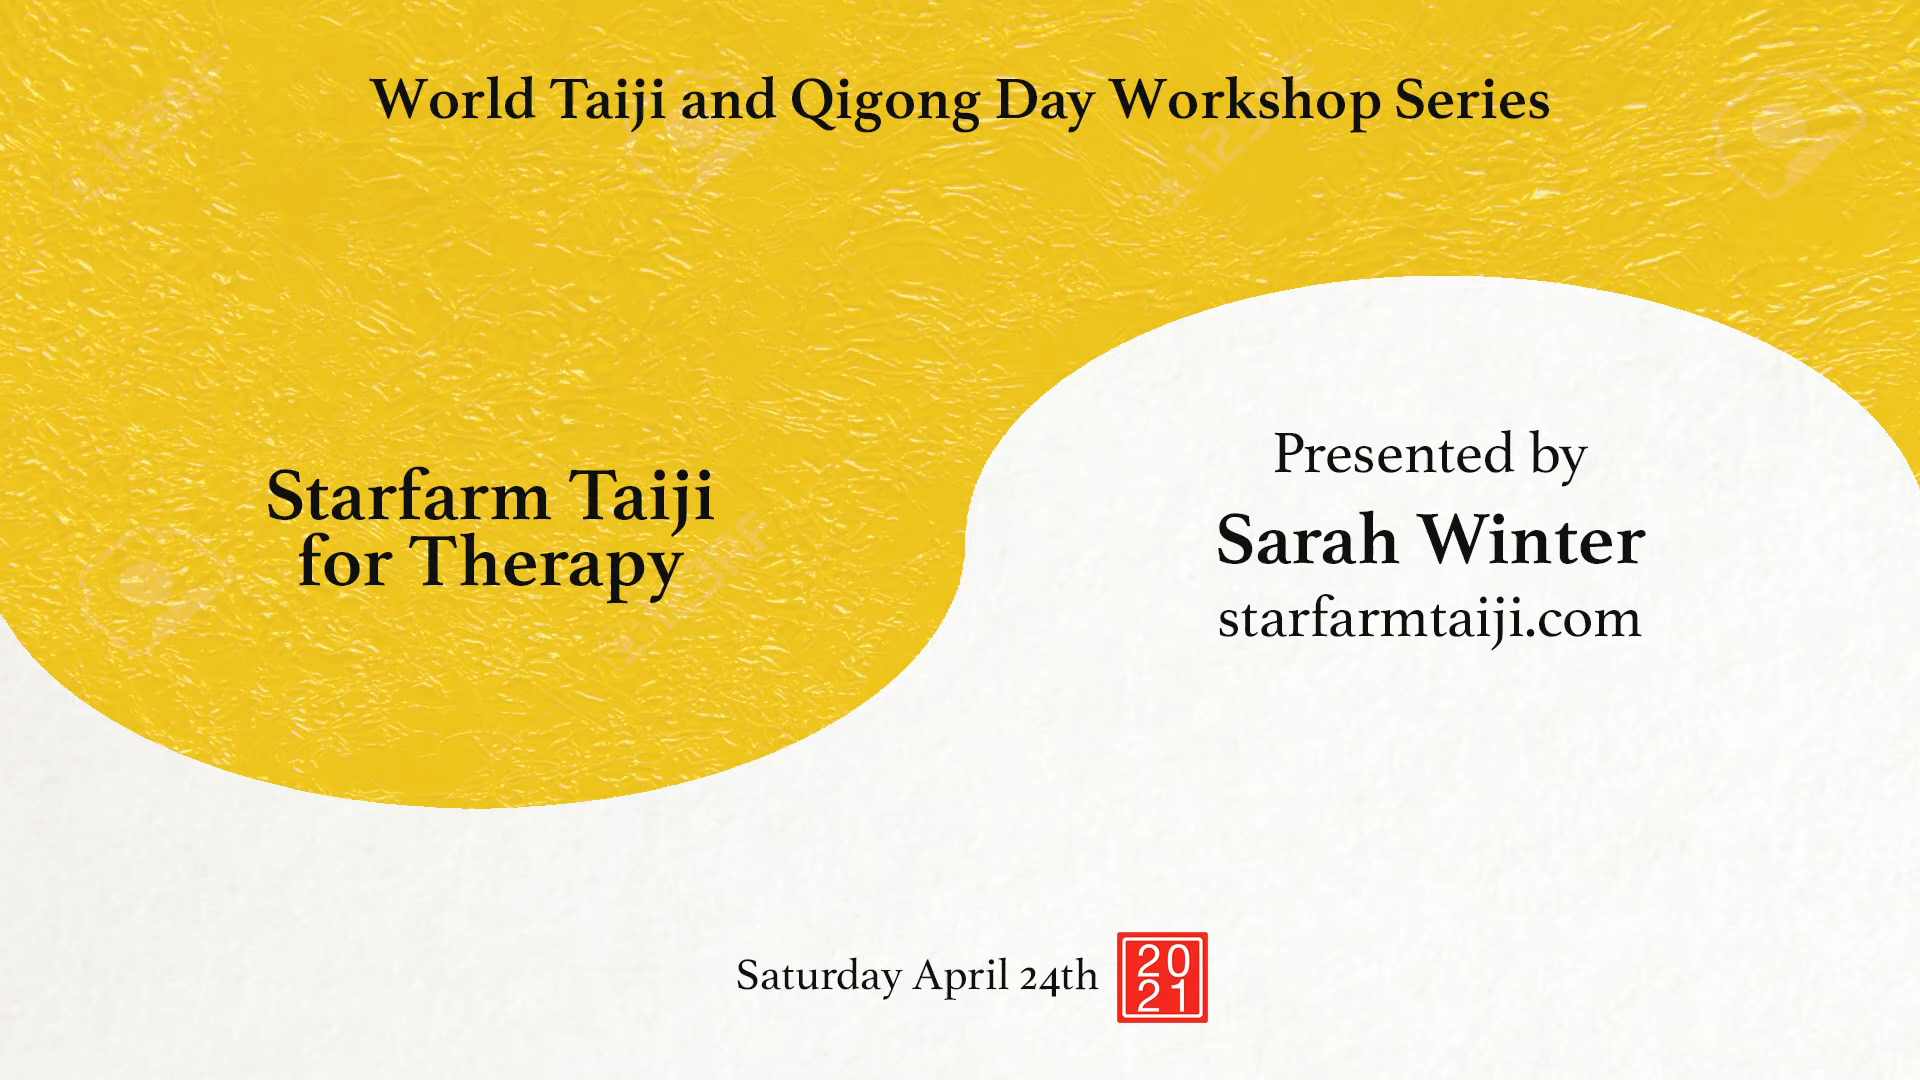 World Taiji and Qigong Day Workshop Series
Starfarm Taiji
for Therapy
Presented by
Sarah Winter
starfarmtaiji.com
Saturday April 24th
20
21